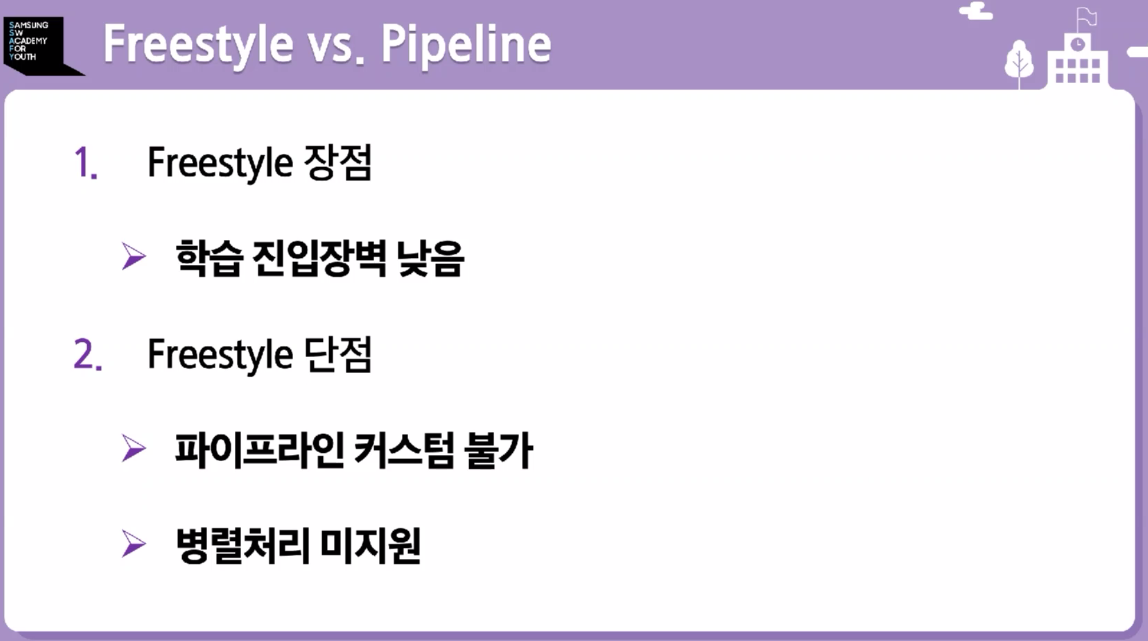 SAMSUNG
SW
ACADEMY
FOR
YOUTH
Freestyle vs. Pipeline
1. Freestyle 장점
학습 진입장벽 낮음
2. Freestyle 단점
파이프라인 커스텀 불가
병렬처리 미지원